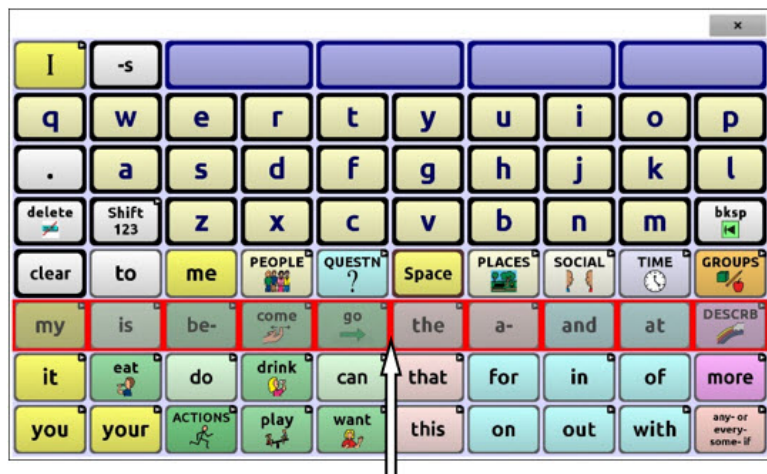 ×
I -s
q w e r t y u i o p
. a s d f g h j k l
delete Shift 123 z x c v b n m bksp
clear to me PEOPLE QUESTN ? Space PLACES SOCIAL TIME GROUPS
my is be- come go the a- and at DESCRB
it eat do drink can that for in of more
you your ACTIONS play want this on out with any- or every- some- if